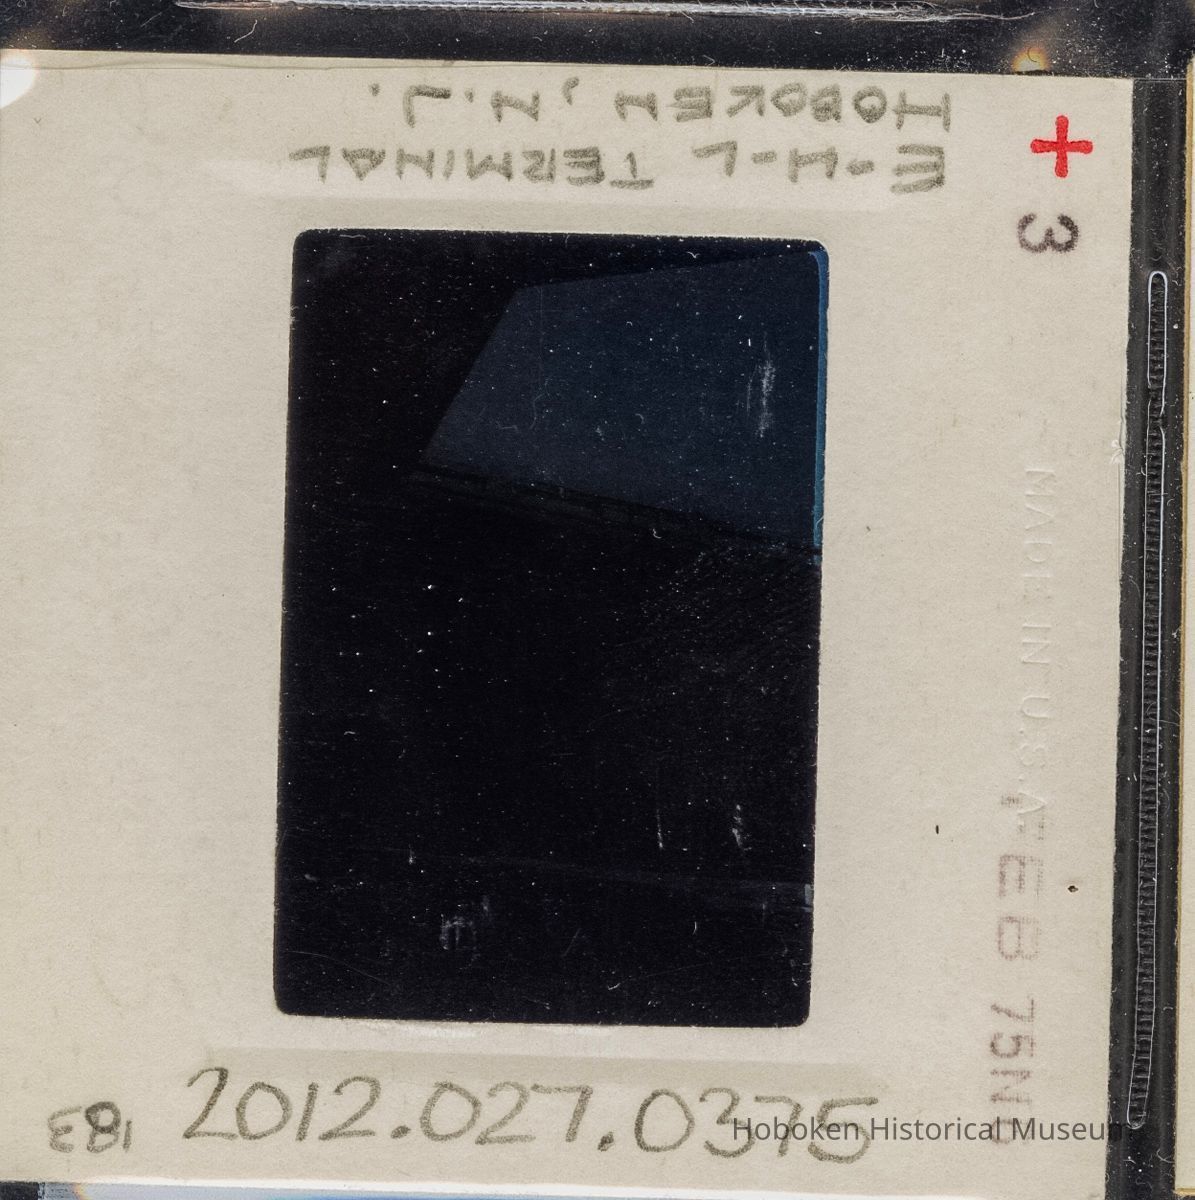 E-H-L TERMINAL
HOBOKEN, N.J.
+ 3
MADE IN U.S.A.
FEB 75
2012.027.0375
183
Hoboken Historical Museum